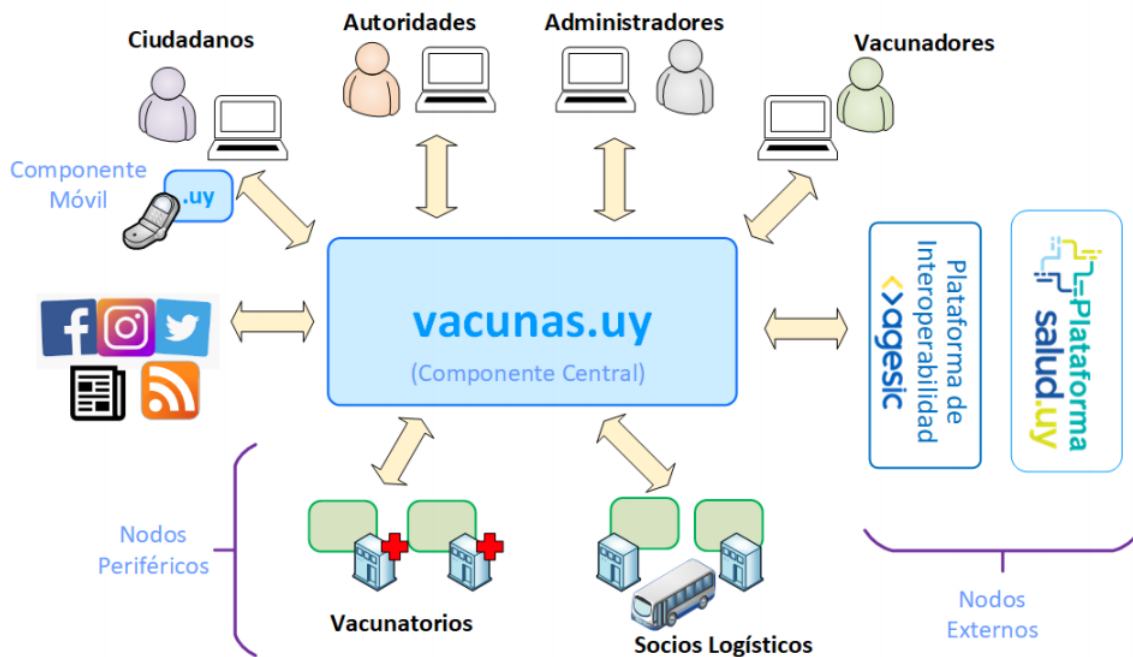 Ciudadanos
Autoridades
Administradores
Vacunadores
Componente
Móvil
.uy
vacunas.uy
(Componente Central)
Plataforma de
Interoperabilidad
agesic
Plataforma
salud.uy
Nodos
Periféricos
Vacunatorios
Socios Logísticos
Nodos
Externos